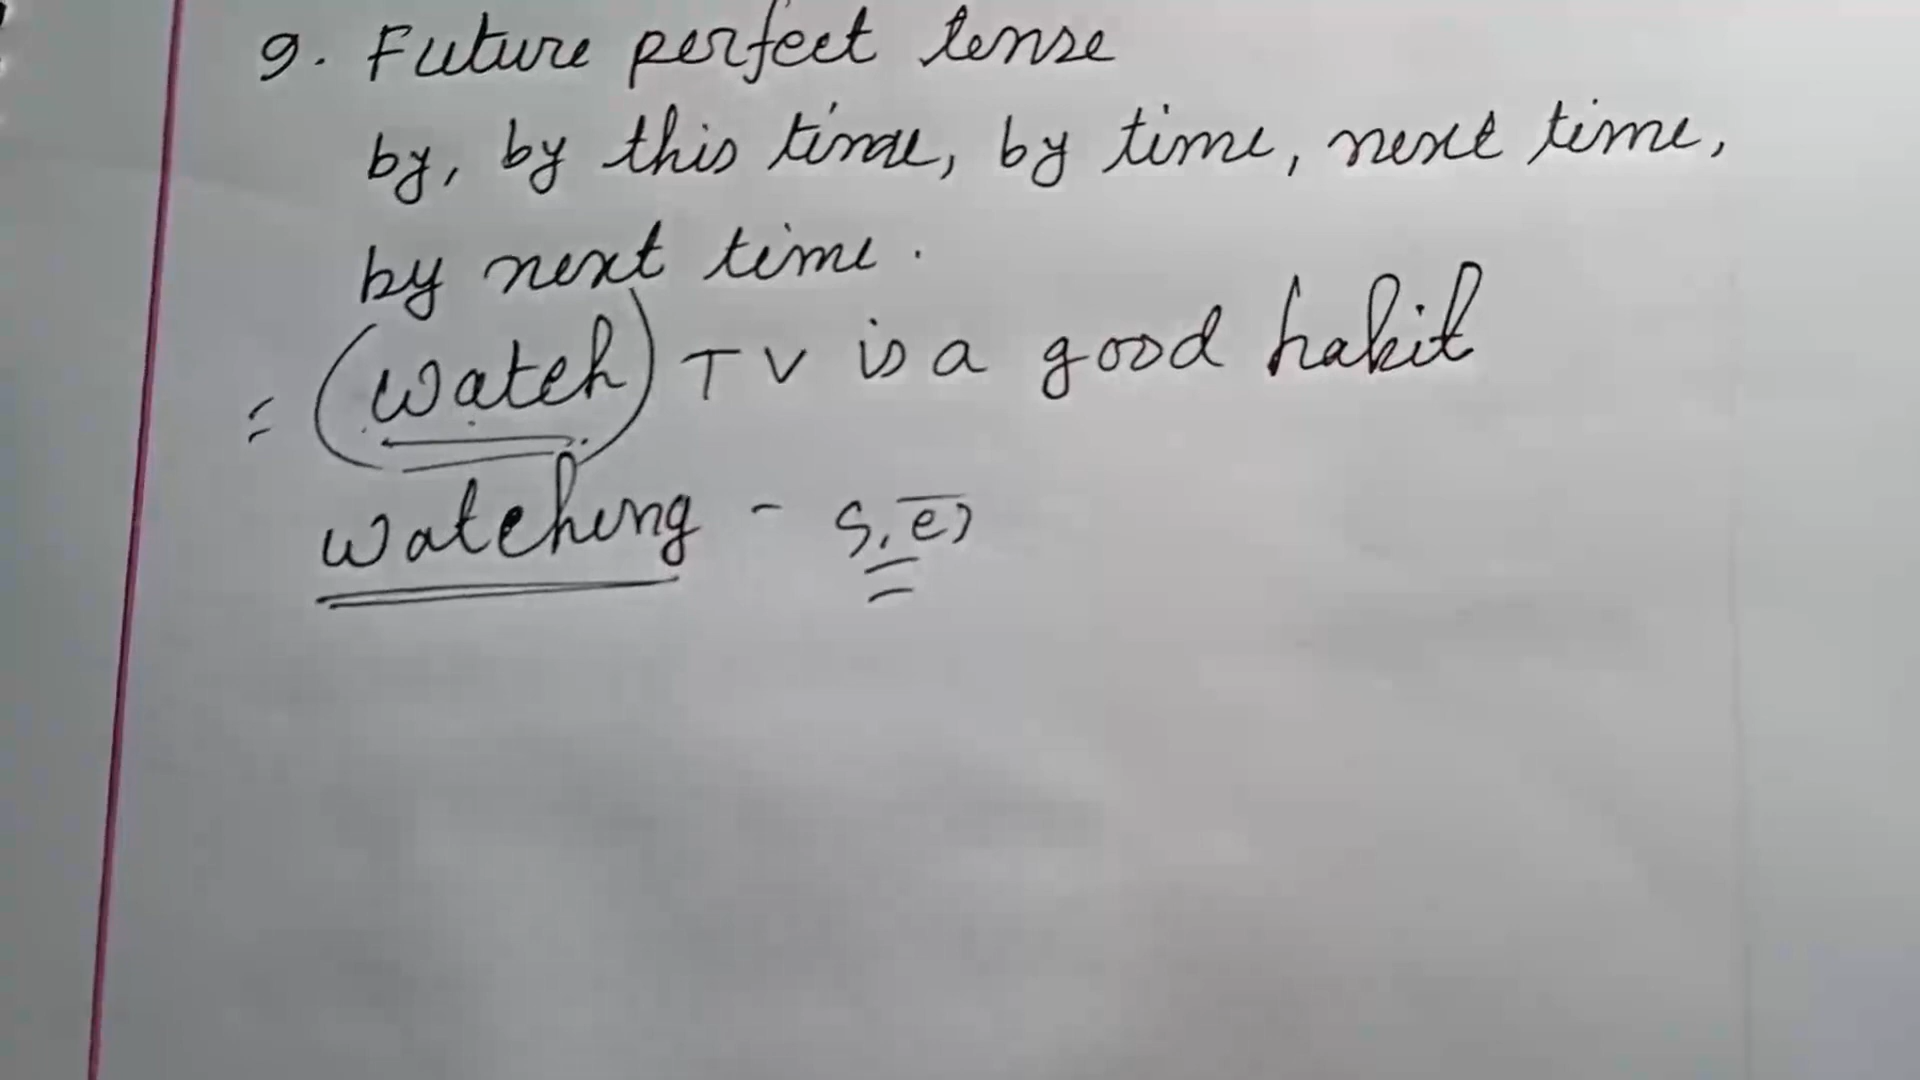 9. Future perfect tense
by, by this time, by time, next time,
by next time.
= (watch) TV is a good habit
watching - s, es